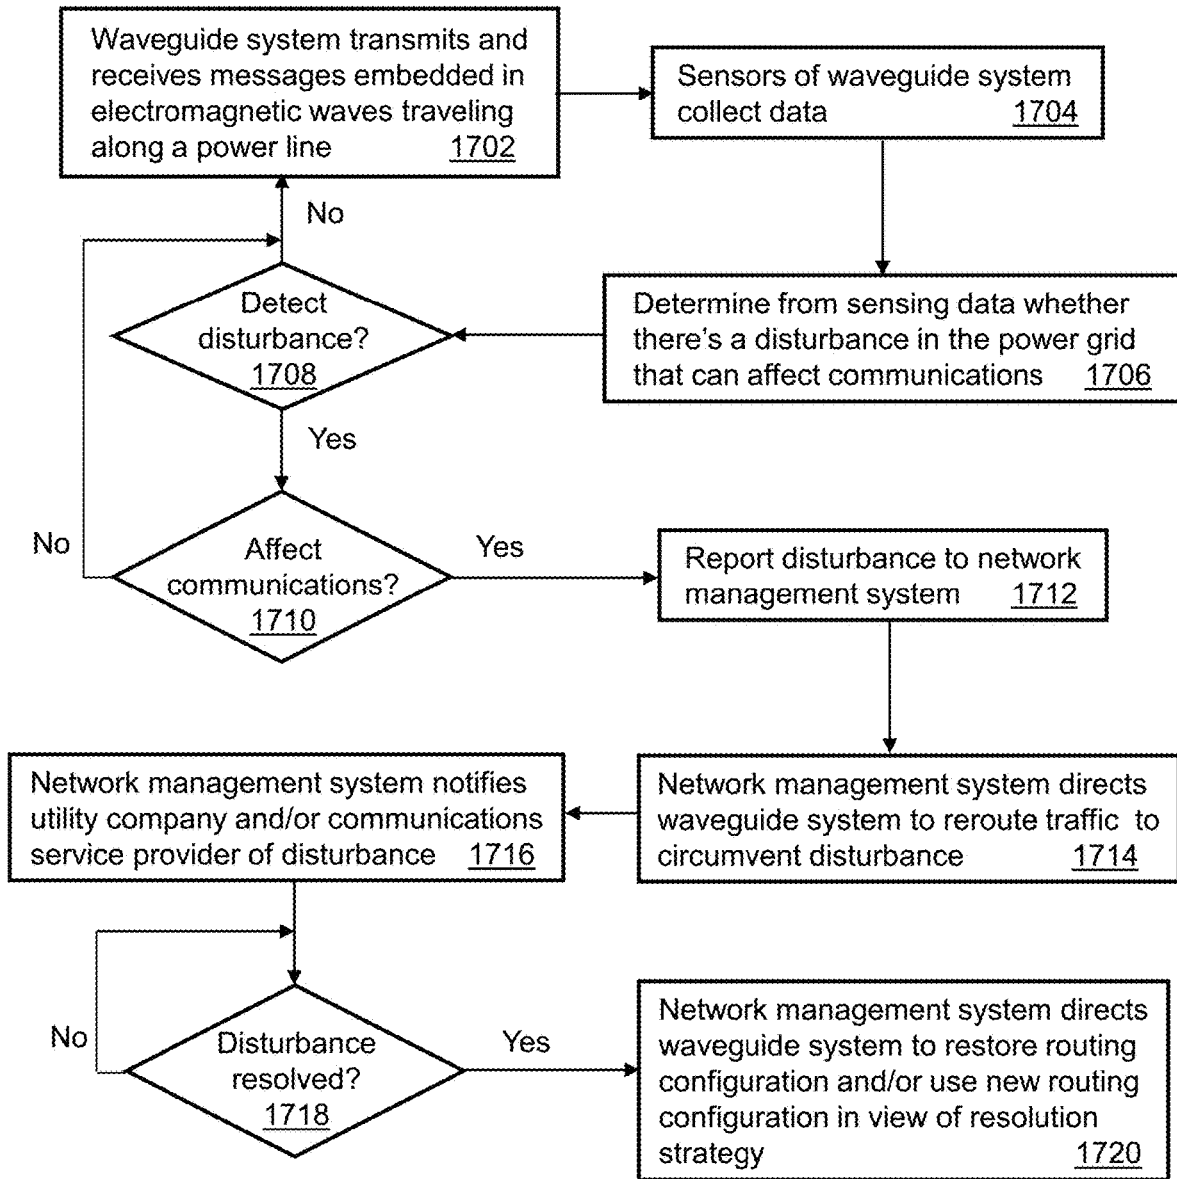 Waveguide system transmits and
receives messages embedded in
electromagnetic waves traveling
along a power line 1702
Sensors of waveguide system
collect data 1704
No
Detect
disturbance?
1708
Determine from sensing data whether
there's a disturbance in the power grid
that can affect communications 1706
Yes
No
Affect
communications?
1710
Yes
Report disturbance to network
management system 1712
Network management system notifies
utility company and/or communications
service provider of disturbance 1716
Network management system directs
waveguide system to reroute traffic to
circumvent disturbance 1714
No
Disturbance
resolved?
1718
Yes
Network management system directs
waveguide system to restore routing
configuration and/or use new routing
configuration in view of resolution
strategy 1720